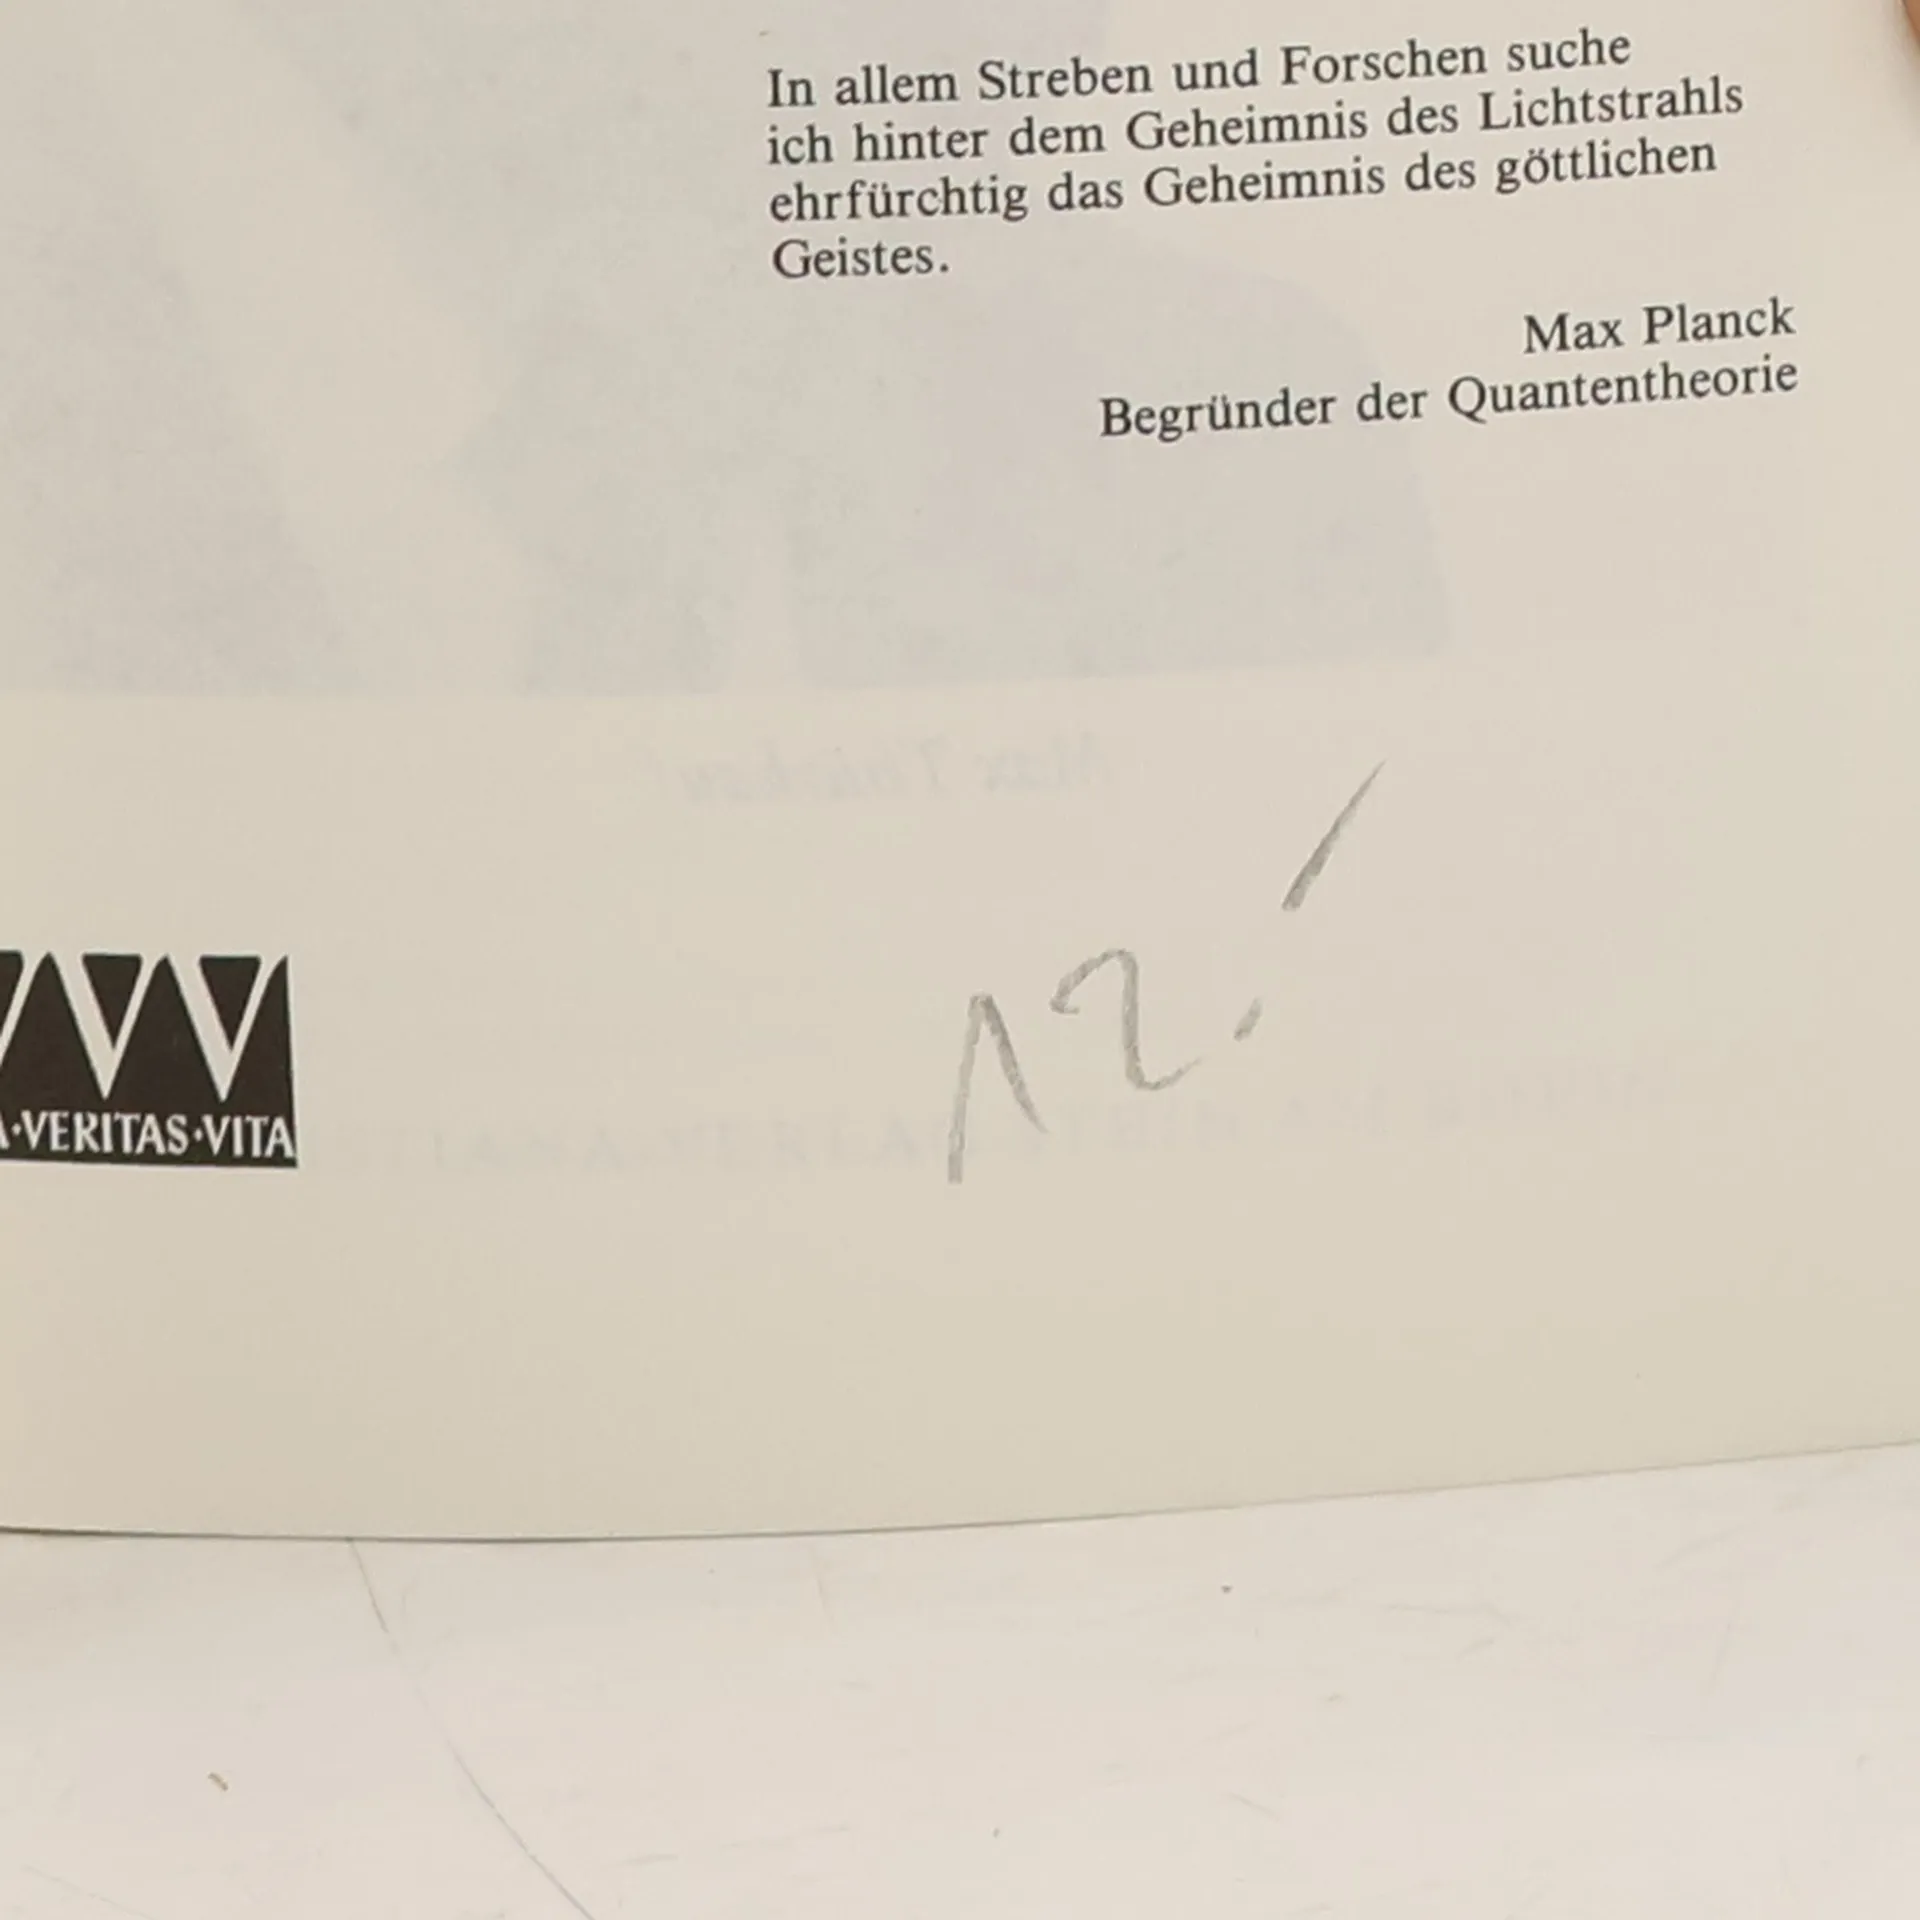 In allem Streben und Forschen suche
ich hinter dem Geheimnis des Lichtstrahls
ehrfürchtig das Geheimnis des göttlichen
Geistes.
Max Planck
Begründer der Quantentheorie
12.-
·VERITAS·VITA